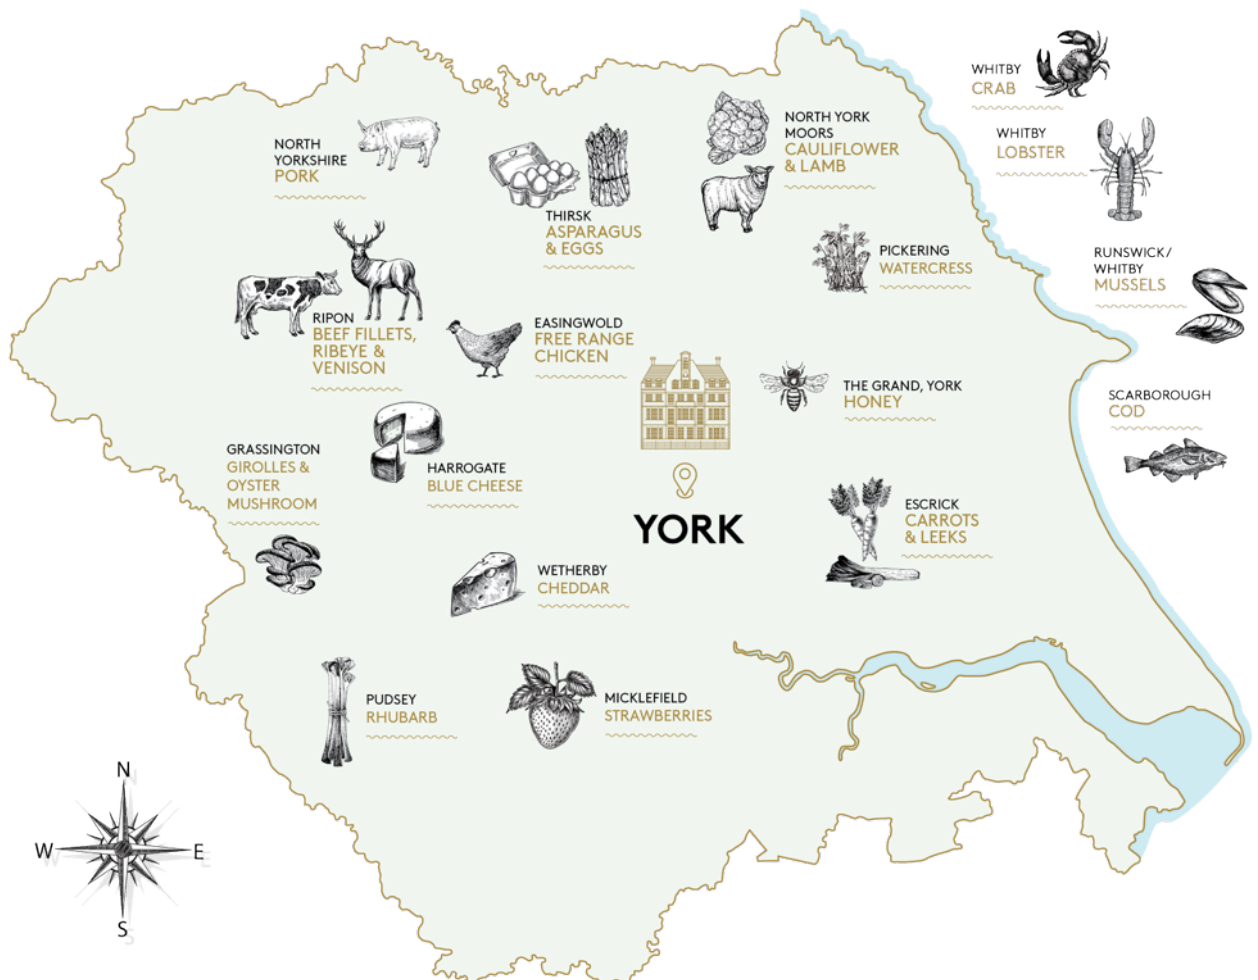 WHITBY
CRAB
NORTH YORK
MOORS
CAULIFLOWER
& LAMB
WHITBY
LOBSTER
NORTH
YORKSHIRE
PORK
THIRSK
ASPARAGUS
& EGGS
PICKERING
WATERCRESS
RUNSWICK/
WHITBY
MUSSELS
RIPON
BEEF FILLETS,
RIBEYE &
VENISON
EASINGWOLD
FREE RANGE
CHICKEN
THE GRAND, YORK
HONEY
SCARBOROUGH
COD
GRASSINGTON
GIROLLES &
OYSTER
MUSHROOM
HARROGATE
BLUE CHEESE
YORK
ESCRICK
CARROTS
& LEEKS
WETHERBY
CHEDDAR
PUDSEY
RHUBARB
MICKLEFIELD
STRAWBERRIES
N
W E
S